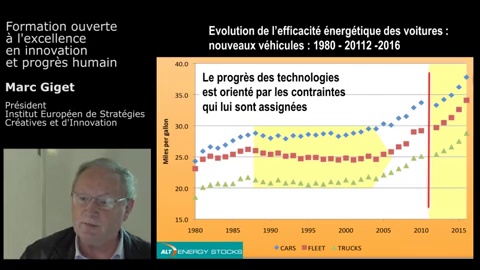 Formation ouverte
à l'excellence
en innovation
et progrès humain
Marc Giget
Président
Institut Européen de Stratégies
Créatives et d'Innovation
Evolution de l'efficacité énergétique des voitures :
nouveaux véhicules : 1980 - 20112 -2016
Le progrès des technologies
est orienté par les contraintes
qui lui sont assignées
Miles per gallon
40.0
35.0
30.0
25.0
20.0
15.0
1980 1985 1990 1995 2000 2005 2010 2015
CARS FLEET TRUCKS
ALT ENERGY STOCKS